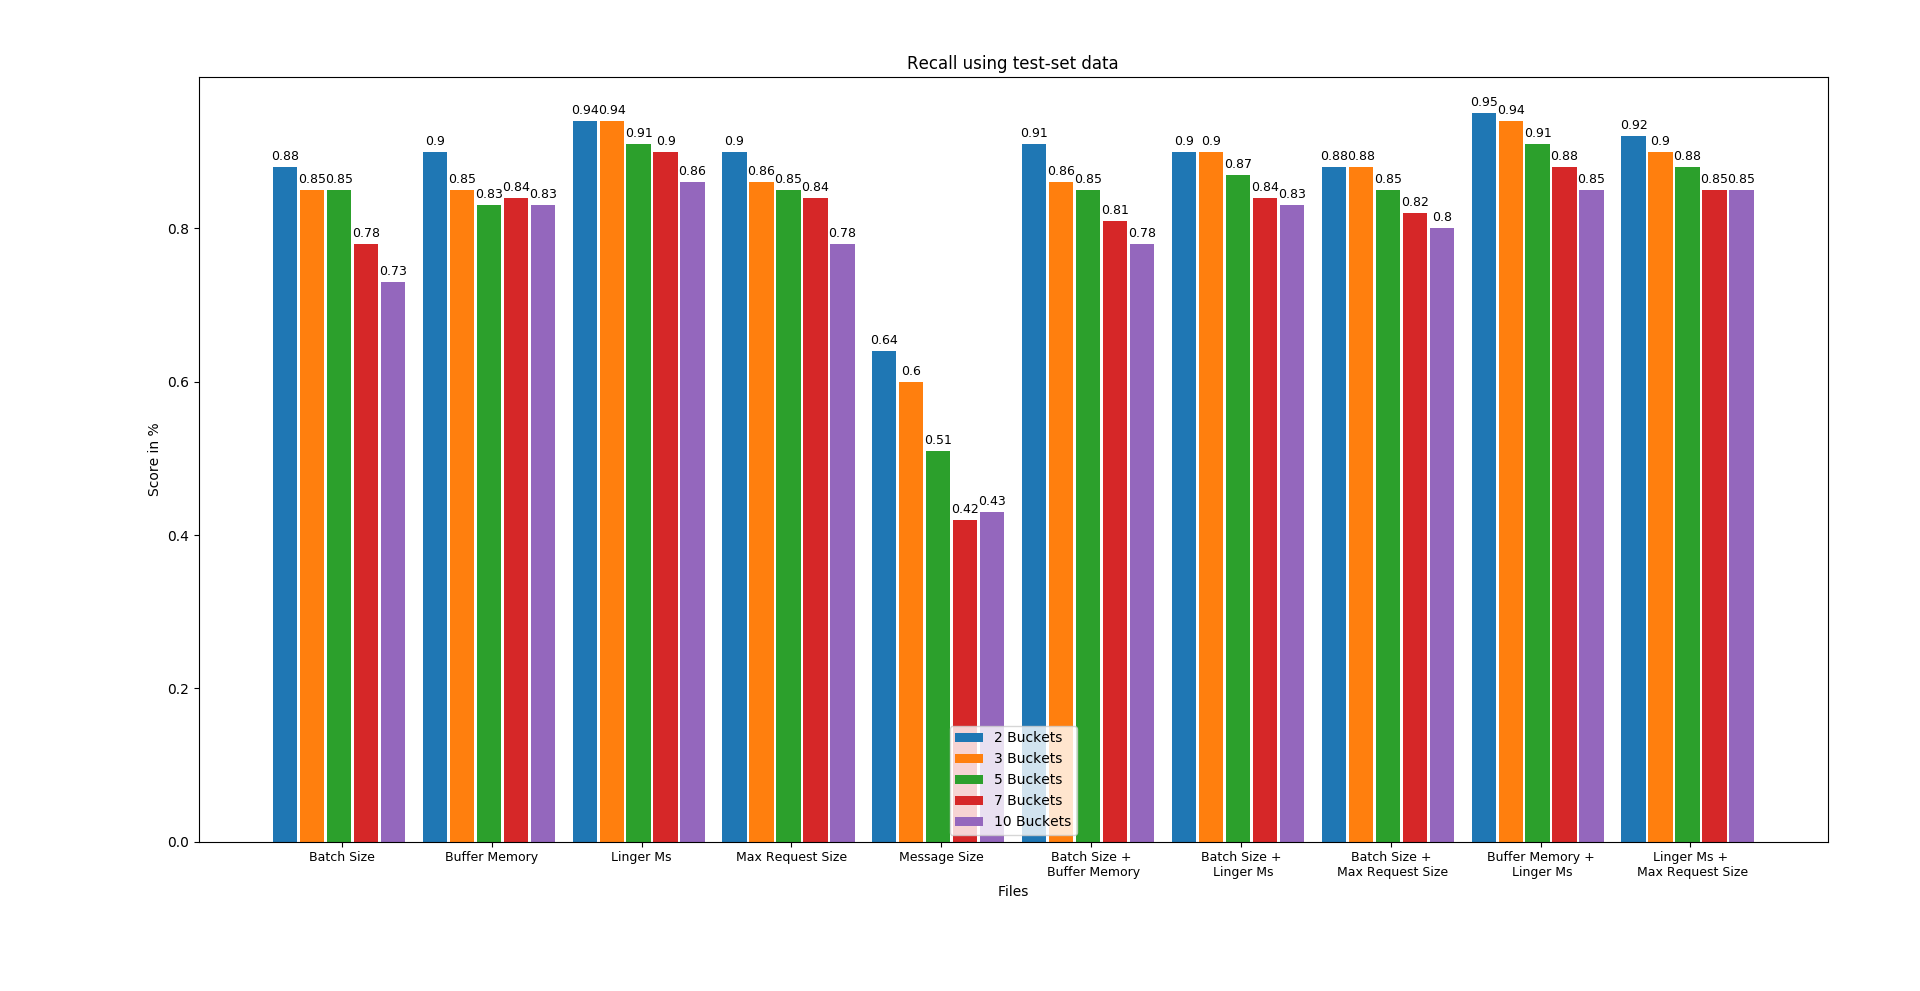 Recall using test-set data
Score in %
0.8
0.6
0.4
0.2
0.0
0.88 0.85 0.85 0.78 0.73
0.9 0.85 0.83 0.84 0.83
0.94 0.94 0.91 0.9 0.86
0.9 0.86 0.85 0.84 0.78
0.64 0.6 0.51 0.42 0.43
0.91 0.86 0.85 0.81 0.78
0.9 0.9 0.87 0.84 0.83
0.88 0.88 0.85 0.82 0.8
0.95 0.94 0.91 0.88 0.85
0.92 0.9 0.88 0.85 0.85
2 Buckets
3 Buckets
5 Buckets
7 Buckets
10 Buckets
Batch Size
Buffer Memory
Linger Ms
Max Request Size
Message Size
Batch Size +
Buffer Memory
Batch Size +
Linger Ms
Batch Size +
Max Request Size
Buffer Memory +
Linger Ms
Linger Ms +
Max Request Size
Files